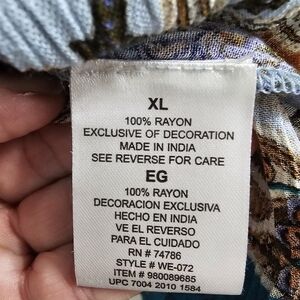 XL
100% RAYON
EXCLUSIVE OF DECORATION
MADE IN INDIA
SEE REVERSE FOR CARE
EG
100% RAYON
DECORACION EXCLUSIVA
HECHO EN INDIA
VE EL REVERSO
PARA EL CUIDADO
RN # 74786
STYLE # WE-072
ITEM # 980089685
UPC 7004 2010 1584